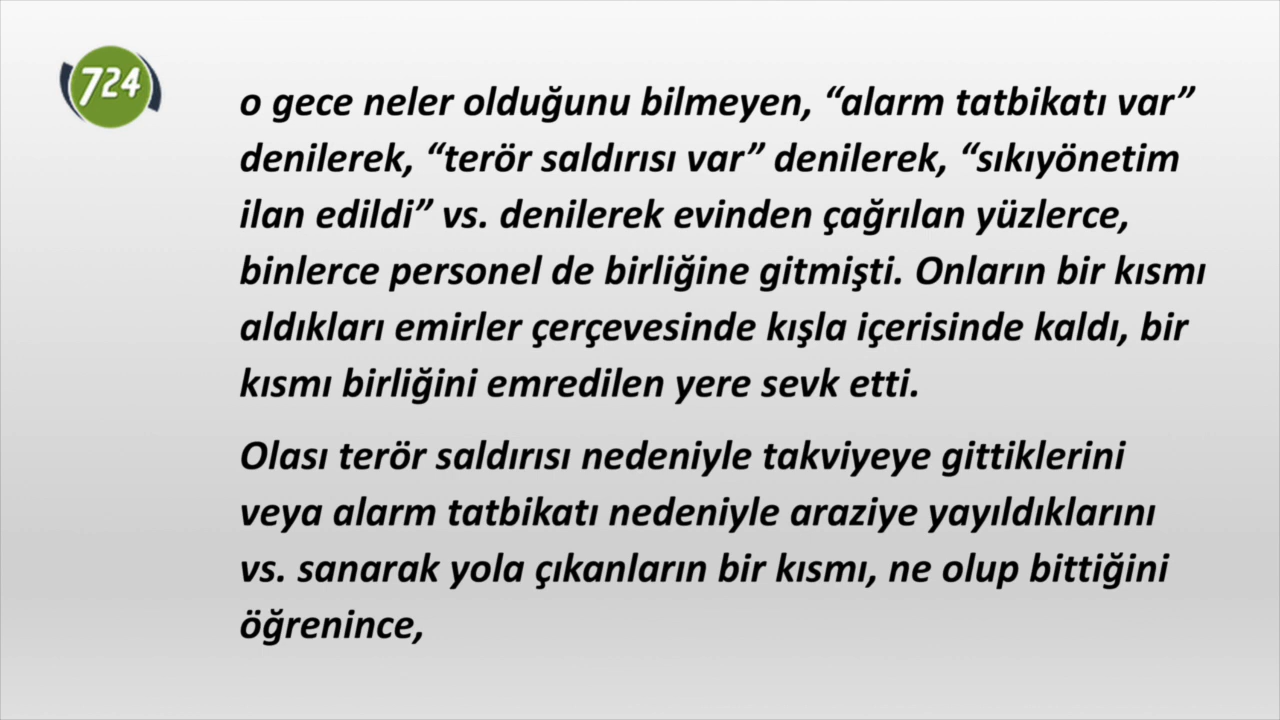 724
o gece neler olduğunu bilmeyen, “alarm tatbikatı var”
denilerek, “terör saldırısı var” denilerek, “sıkıyönetim
ilan edildi” vs. denilerek evinden çağrılan yüzlerce,
binlerce personel de birliğine gitmişti. Onların bir kısmı
aldıkları emirler çerçevesinde kışla içerisinde kaldı, bir
kısmı birliğini emredilen yere sevk etti.
Olası terör saldırısı nedeniyle takviyeye gittiklerini
veya alarm tatbikatı nedeniyle araziye yayıldıklarını
vs. sanarak yola çıkanların bir kısmı, ne olup bittiğini
öğrenince,